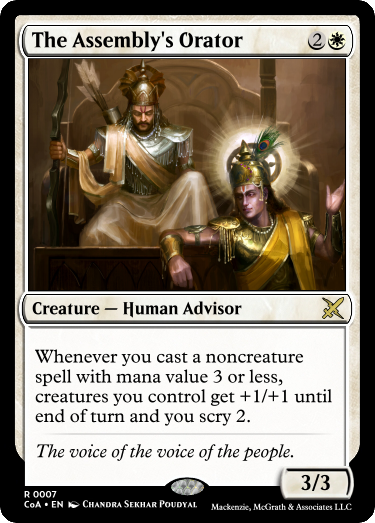 The Assembly's Orator 2
Creature — Human Advisor
Whenever you cast a noncreature
spell with mana value 3 or less,
creatures you control get +1/+1 until
end of turn and you scry 2.
The voice of the voice of the people.
3/3
R 0007
CoA • EN Chandra Sekhar Poudyal
Mackenzie, McGrath & Associates LLC